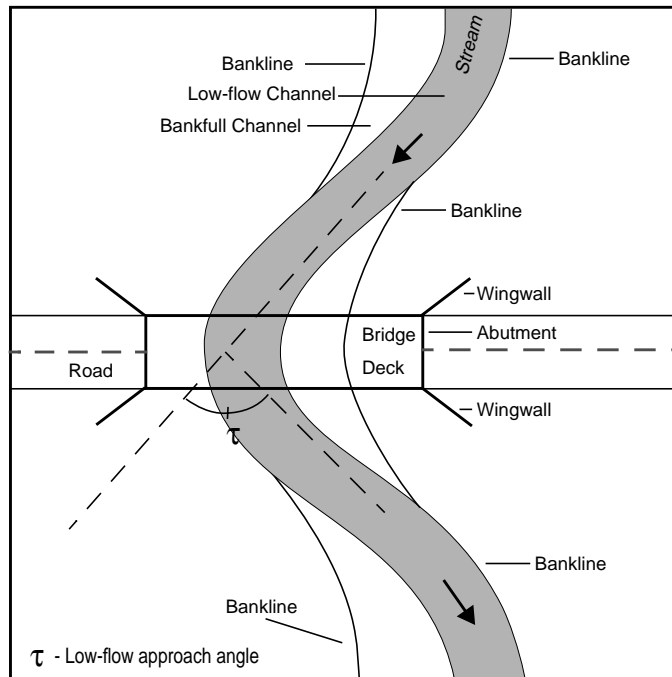 Stream
Bankline
Bankline
Low-flow Channel
Bankfull Channel
Bankline
Wingwall
Bridge
Abutment
Road
Deck
Wingwall
τ
Bankline
Bankline
τ - Low-flow approach angle